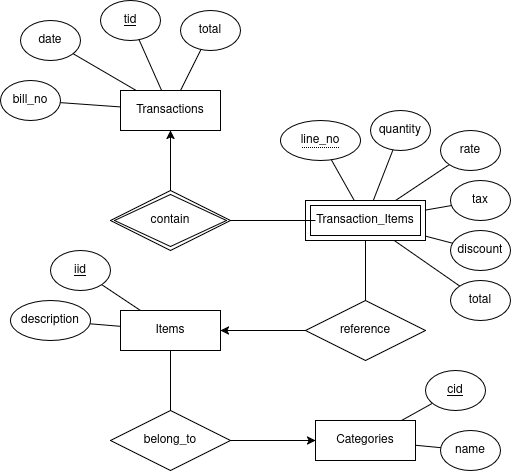 tid
total
date
bill_no
Transactions
line_no
quantity
rate
tax
discount
total
contain
Transaction_Items
iid
description
Items
reference
belong_to
Categories
cid
name